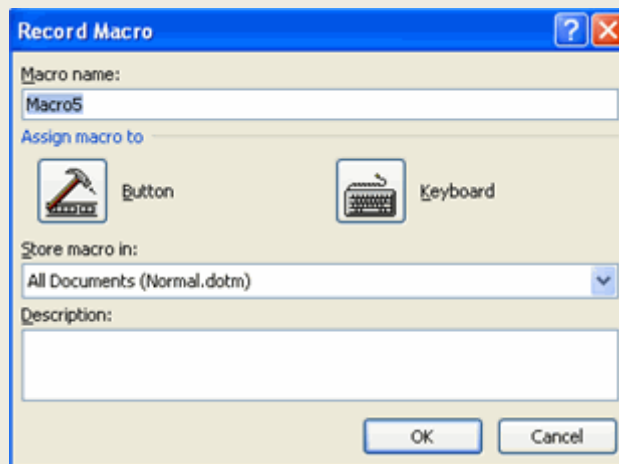 Record Macro
Macro name:
Macro5
Assign macro to
Button
Keyboard
Store macro in:
All Documents (Normal.dotm)
Description:
OK
Cancel